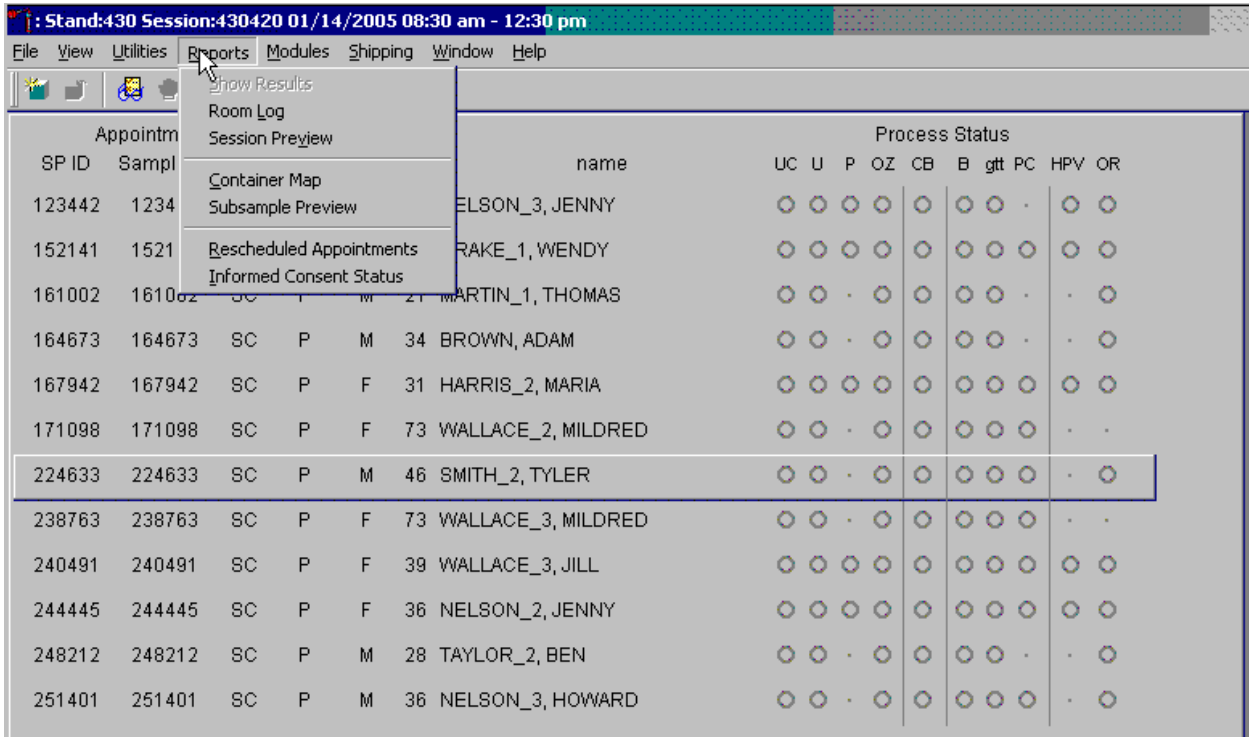 : Stand:430 Session:430420 01/14/2005 08:30 am - 12:30 pm
File View Utilities Reports Modules Shipping Window Help
Show Results
Room Log
Session Preview
Container Map
Subsample Preview
Rescheduled Appointments
Informed Consent Status
Appointm Process Status
SP ID Sampl name UC U P OZ CB B gtt PC HPV OR
123442 1234 ELSON_3, JENNY
152141 1521 RAKE_1, WENDY
161002 161002 SC M 21 MARTIN_1, THOMAS
164673 164673 SC P M 34 BROWN, ADAM
167942 167942 SC P F 31 HARRIS_2, MARIA
171098 171098 SC P F 73 WALLACE_2, MILDRED
224633 224633 SC P M 46 SMITH_2, TYLER
238763 238763 SC P F 73 WALLACE_3, MILDRED
240491 240491 SC P F 39 WALLACE_3, JILL
244445 244445 SC P F 36 NELSON_2, JENNY
248212 248212 SC P M 28 TAYLOR_2, BEN
251401 251401 SC P M 36 NELSON_3, HOWARD